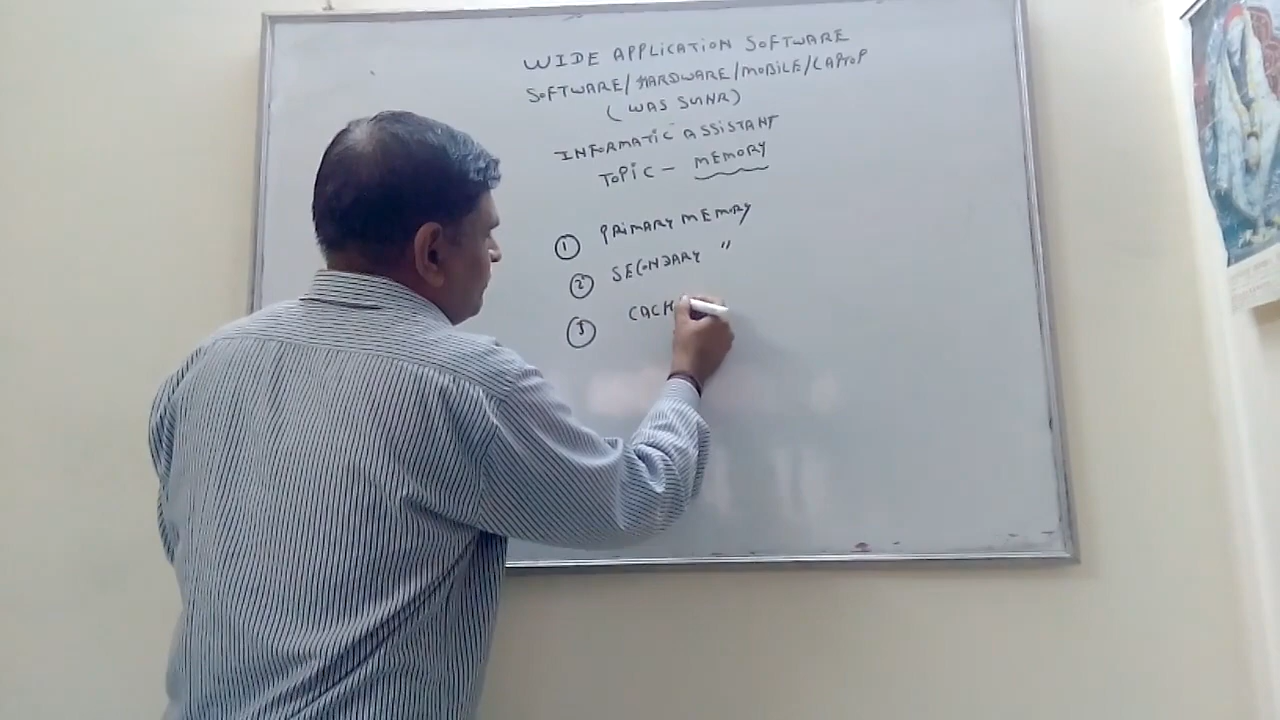 WIDE APPLICATION SOFTWARE
SOFTWARE/HARDWARE/MOBILE/LAPTOP
(WAS SUNR)
INFORMATIC ASSISTANT
TOPIC - MEMORY
① PRIMARY MEMORY
② SECONDARY "
③ CACH